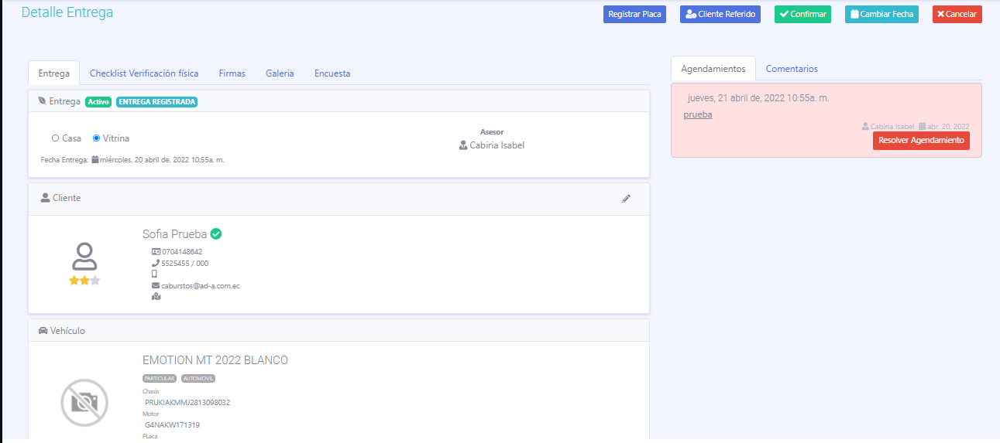 Detalle Entrega
Registrar Placa
Cliente Referido
Confirmar
Cambiar Fecha
Cancelar
Entrega
Checklist Verificación física
Firmas
Galeria
Encuesta
Entrega Activo ENTREGA REGISTRADA
Casa Vitrina
Asesor
Cabiria Isabel
Fecha Entrega: miércoles, 20 abril de, 2022 10:55a. m.
Cliente
Sofia Prueba
0704148642
5525455 / 000
caburstos@ad-a.com.ec
Vehículo
EMOTION MT 2022 BLANCO
PARTICULAR AUTOMOVIL
Chasis
PRUKIAKMMJ2813098032
Motor
G4NAKW171319
PLaca
Agendamientos
Comentarios
jueves, 21 abril de, 2022 10:55a. m.
prueba
Cabiria Isabel abr. 20, 2022
Resolver Agendamiento